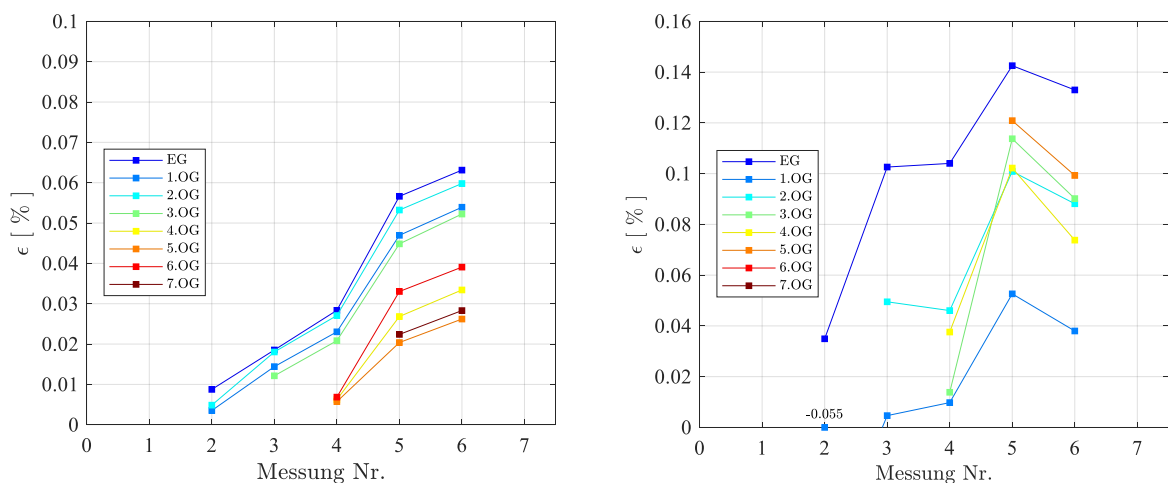 0.1
0.09
0.08
0.07
0.06
0.05
0.04
0.03
0.02
0.01
0
ϵ [ % ]
EG
1.OG
2.OG
3.OG
4.OG
5.OG
6.OG
7.OG
0 1 2 3 4 5 6 7
Messung Nr.
0.16
0.14
0.12
0.1
0.08
0.06
0.04
0.02
0
ϵ [ % ]
EG
1.OG
2.OG
3.OG
4.OG
5.OG
6.OG
7.OG
-0.055
0 1 2 3 4 5 6 7
Messung Nr.